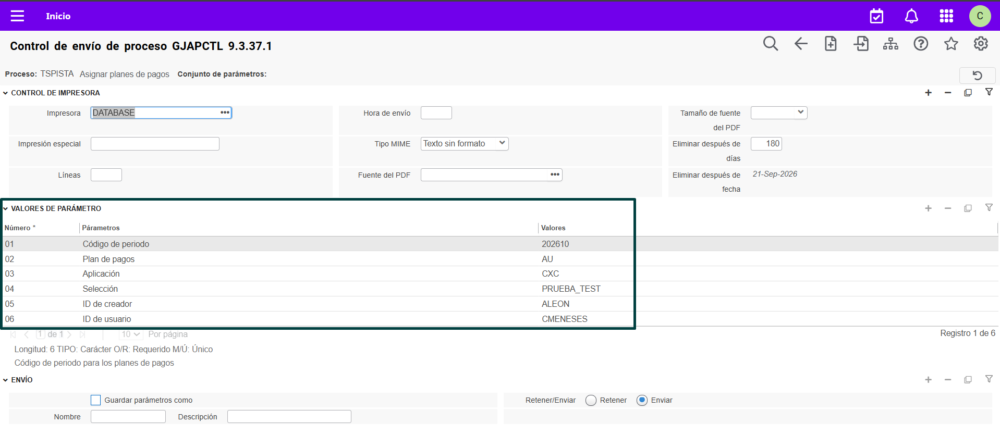 Inicio
C
Control de envío de proceso GJAPCTL 9.3.37.1
Proceso: TSPISTA Asignar planes de pagos Conjunto de parámetros:
CONTROL DE IMPRESORA
Impresora DATABASE Hora de envío Tamaño de fuente del PDF
Impresión especial Tipo MIME Texto sin formato Eliminar después de días 180
Líneas Fuente del PDF Eliminar después de fecha 21-Sep-2026
VALORES DE PARÁMETRO
Número * Párametros Valores
01 Código de periodo 202610
02 Plan de pagos AU
03 Aplicación CXC
04 Selección PRUEBA_TEST
05 ID de creador ALEON
06 ID de usuario CMENESES
1 de 1 10 Por página Registro 1 de 6
Longitud: 6 TIPO: Carácter O/R: Requerido M/Ú: Único
Código de periodo para los planes de pagos
ENVÍO
Guardar parámetros como Retener/Enviar Retener Enviar
Nombre Descripción